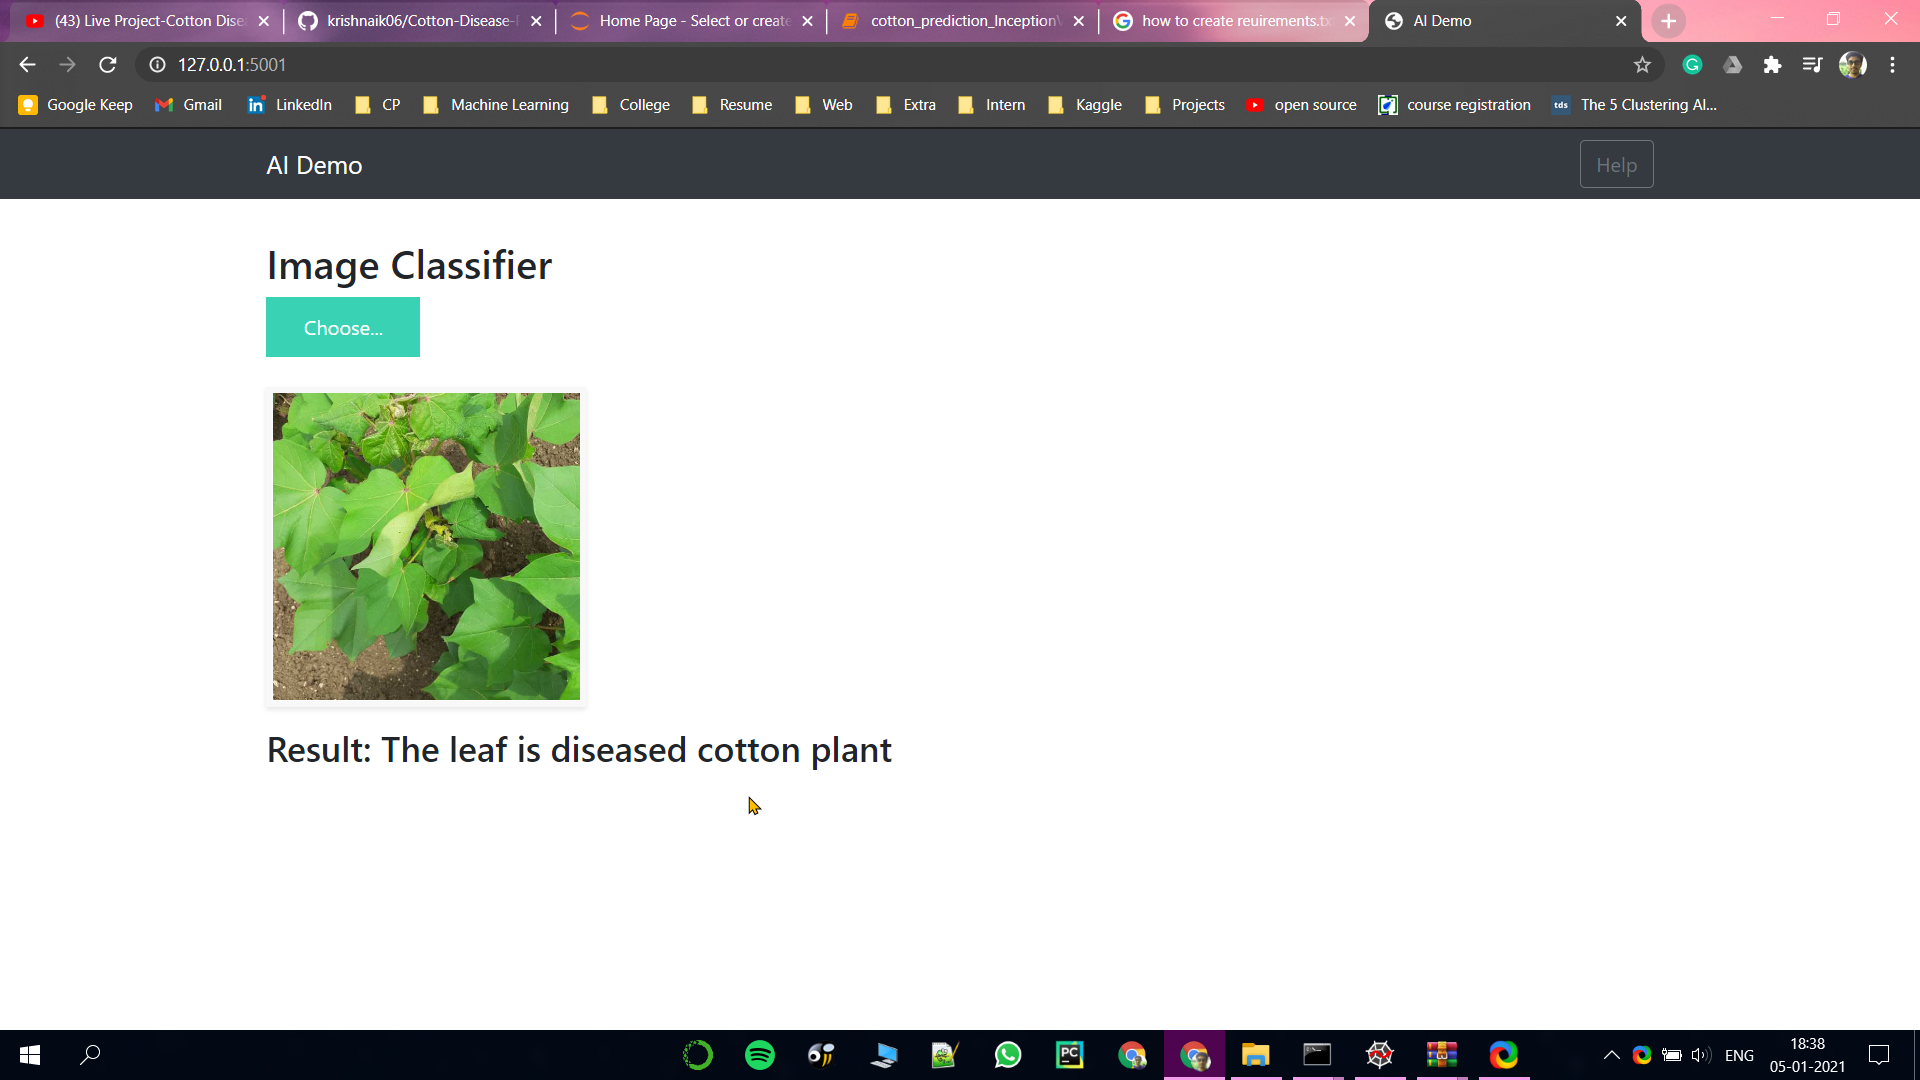 (43) Live Project-Cotton Dise
krishnaik06/Cotton-Disease-
Home Page - Select or create
cotton_prediction_Inception
how to create reuirements.tx
AI Demo
127.0.0.1:5001
Google Keep
Gmail
LinkedIn
CP
Machine Learning
College
Resume
Web
Extra
Intern
Kaggle
Projects
open source
course registration
tds
The 5 Clustering Al...
AI Demo
Help
Image Classifier
Choose...
Result: The leaf is diseased cotton plant
PC
ENG
18:38
05-01-2021